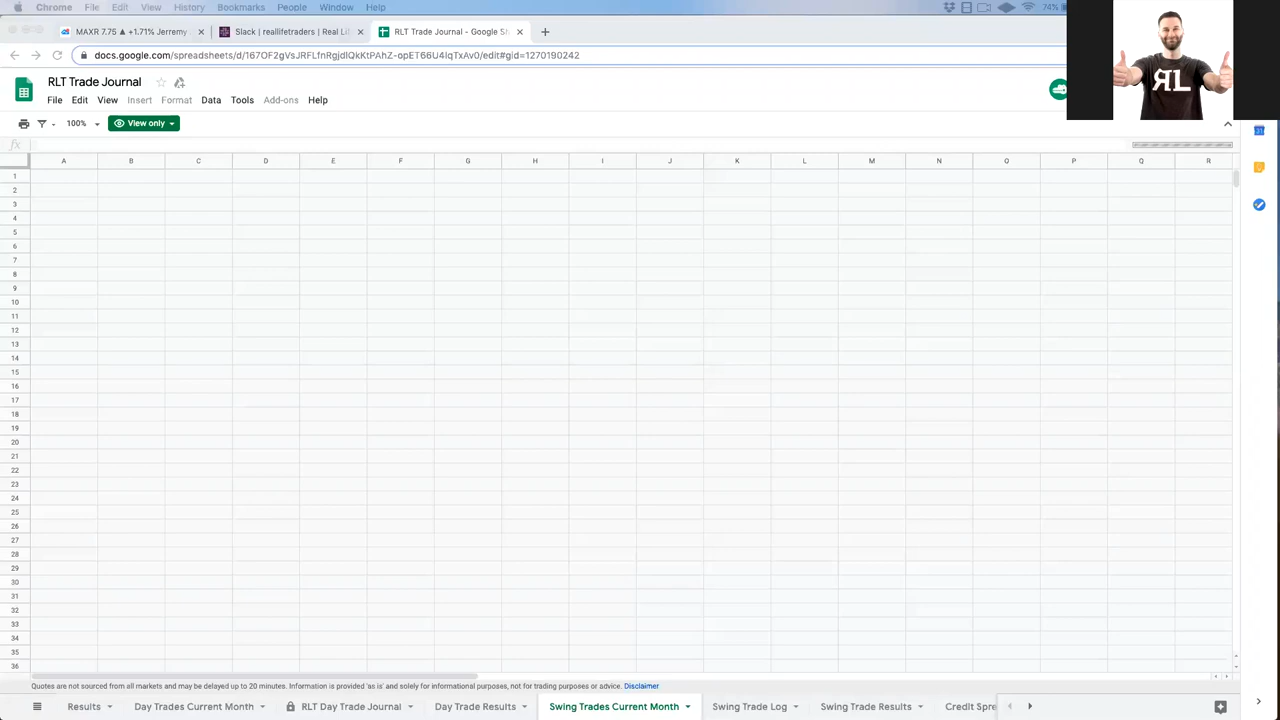 Chrome File Edit View History Bookmarks People Window Help 74%
MAXR 7.75 ▲ +1.71% Jerremy
Slack | reallifetraders | Real Li
RLT Trade Journal - Google Sh
docs.google.com/spreadsheets/d/167OF2gVsJRFLfnRgjdlQkKtPAhZ-opET66U4IqTxAv0/edit#gid=1270190242
RLT Trade Journal
File Edit View Insert Format Data Tools Add-ons Help
100% View only
fx
A B C D E F G H I J K L M N O P Q R
1
2
3
4
5
6
7
8
9
10
11
12
13
14
15
16
17
18
19
20
21
22
23
24
25
26
27
28
29
30
31
32
33
34
35
36
RL
31
Quotes are not sourced from all markets and may be delayed up to 20 minutes. Information is provided 'as is' and solely for informational purposes, not for trading purposes or advice. Disclaimer
Results Day Trades Current Month RLT Day Trade Journal Day Trade Results Swing Trades Current Month Swing Trade Log Swing Trade Results Credit Spre